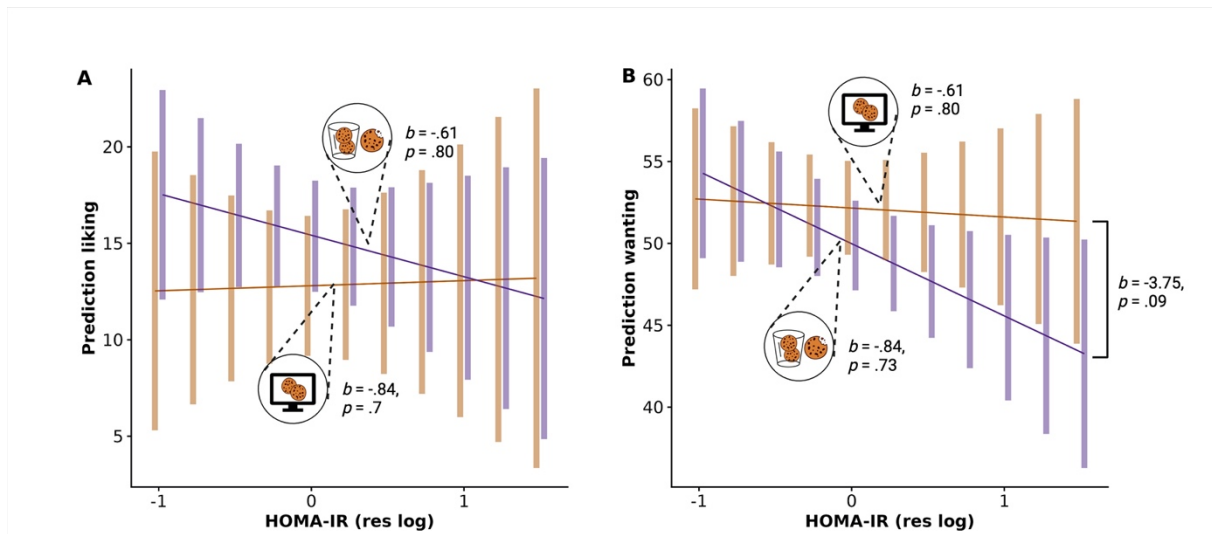 A
Prediction liking
20
15
10
5
b = -.61
p = .80
b = -.84,
p = .7
-1
0
1
HOMA-IR (res log)
B
Prediction wanting
60
55
50
45
40
b = -.61
p = .80
b = -3.75,
p = .09
b = -.84,
p = .73
-1
0
1
HOMA-IR (res log)